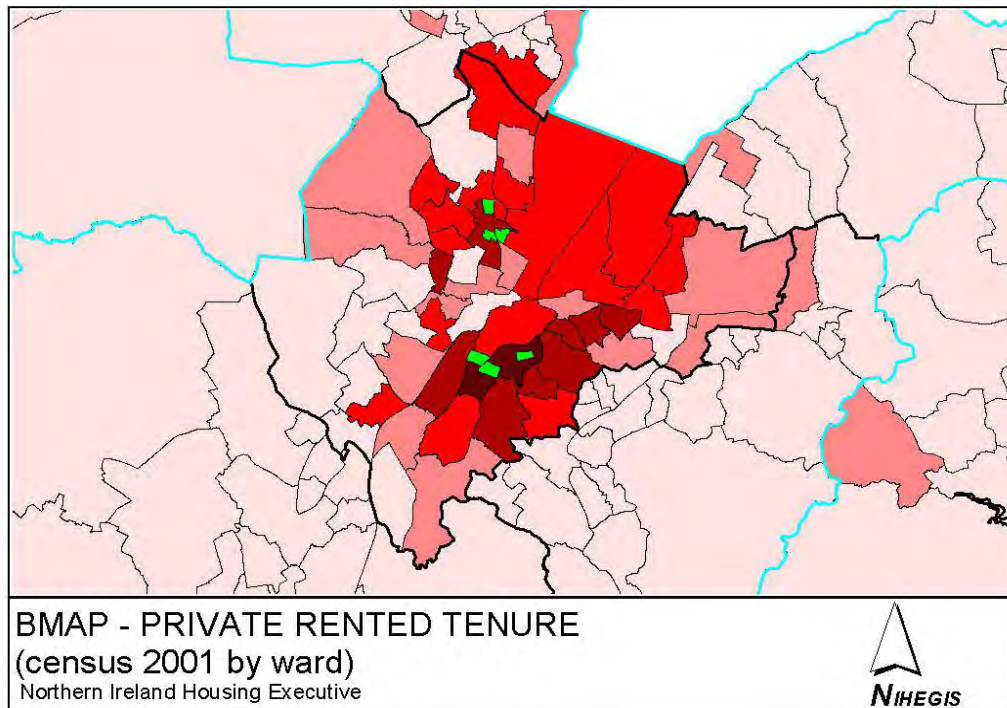 BMAP - PRIVATE RENTED TENURE
(census 2001 by ward)
Northern Ireland Housing Executive
NIHEGIS